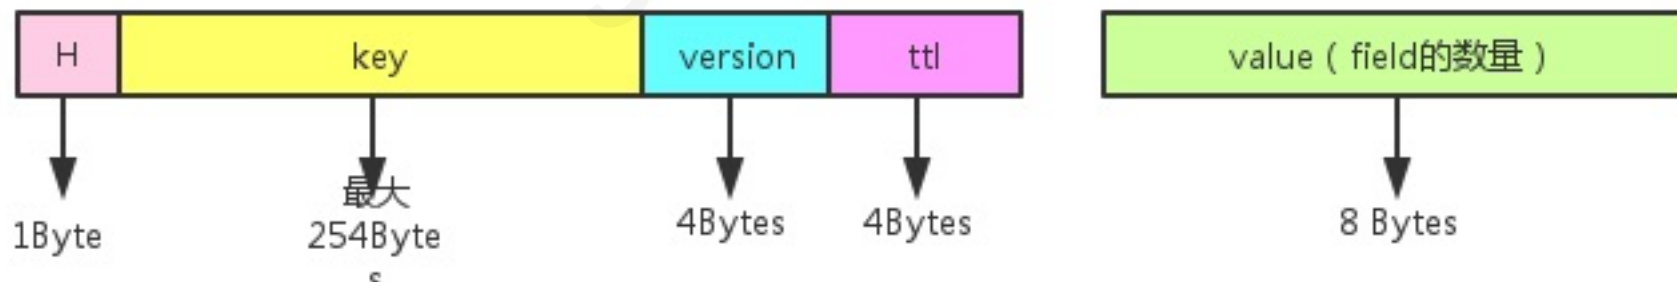 H key version ttl value ( field的数量 )
1Byte
最大
254Byte
s
4Bytes
4Bytes
8 Bytes